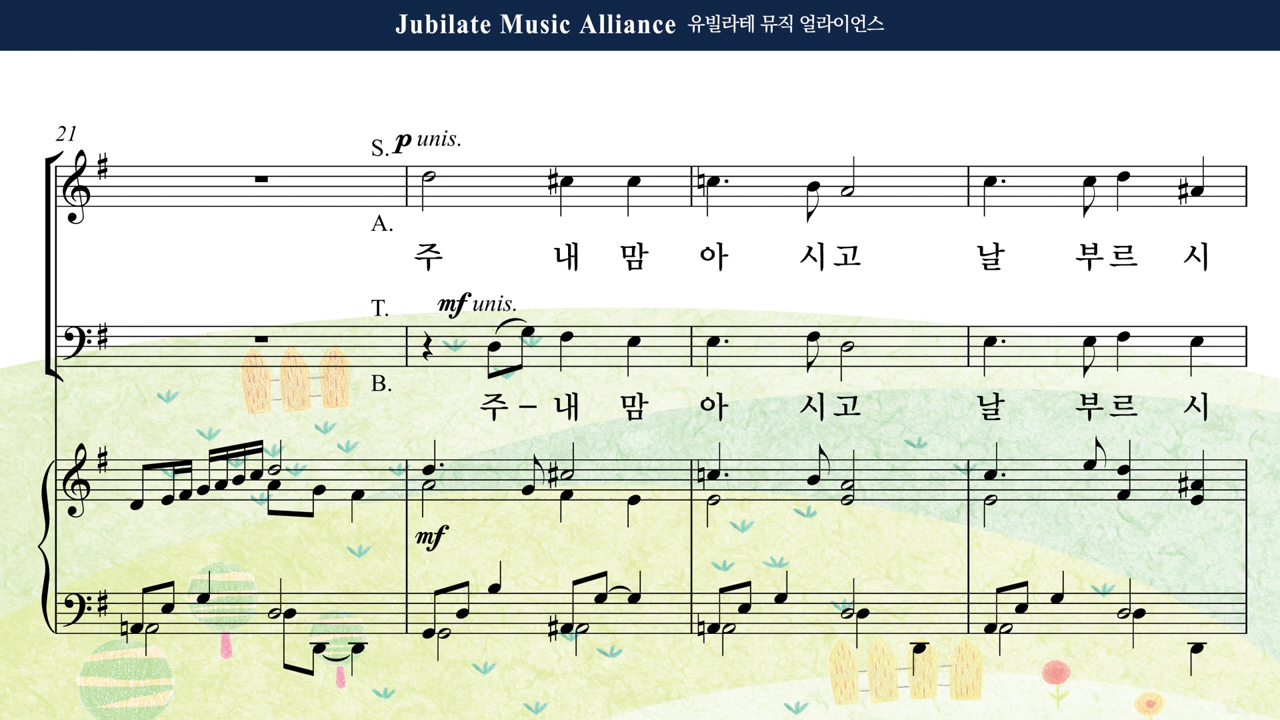 Jubilate Music Alliance 유빌라테 뮤직 얼라이언스
21
S. p unis.
A.
주 내 맘 아 시고 날 부르 시
T. mf unis.
B.
주 – 내 맘 아 시고 날 부르 시
mf